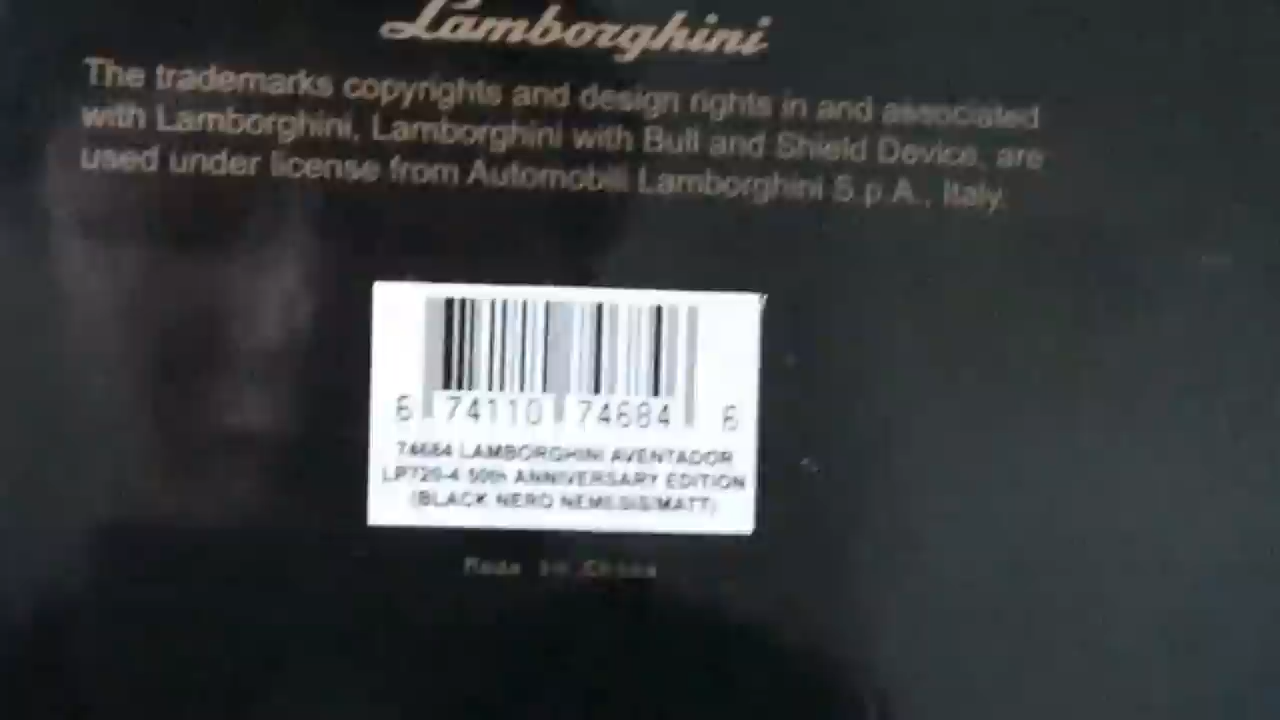 Lamborghini
The trademarks copyrights and design rights in and associated
with Lamborghini, Lamborghini with Bull and Shield Device, are
used under license from Automobili Lamborghini S.p.A., Italy.
6 74110 74684 6
74684 LAMBORGHINI AVENTADOR
LP720-4 50th ANNIVERSARY EDITION
(BLACK NERO NEMESIS/MATT)
Made in China